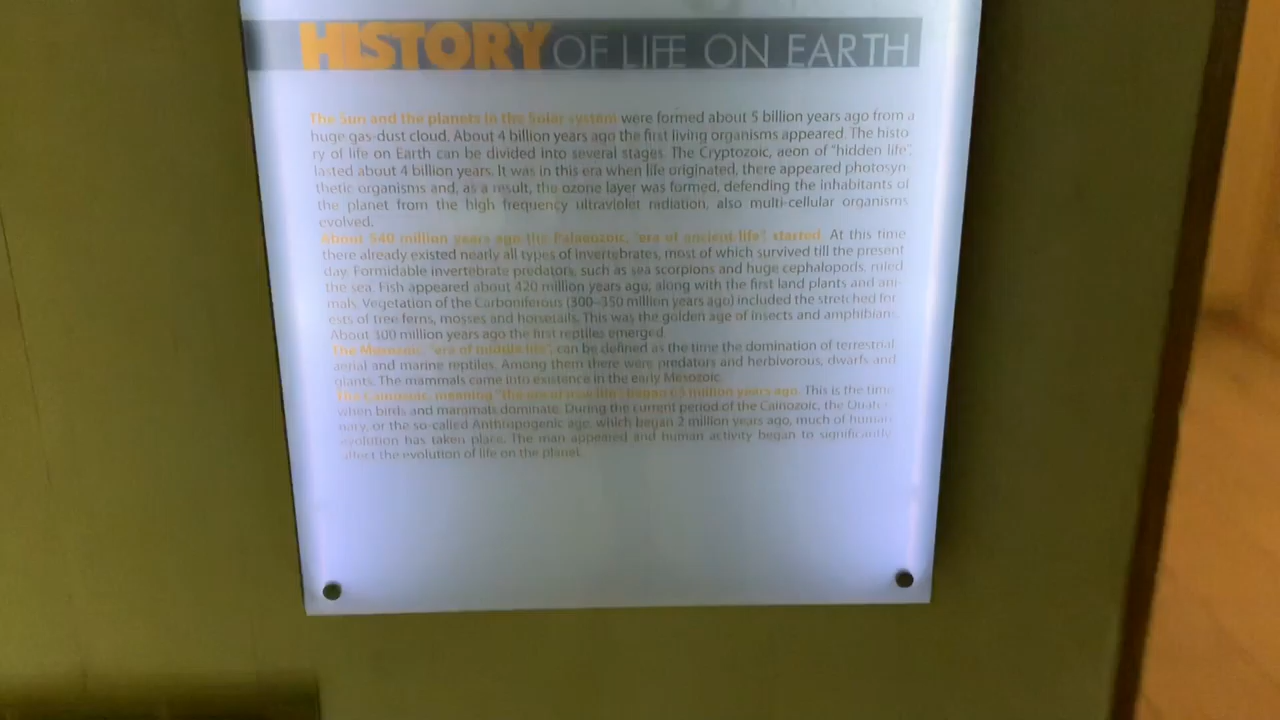 HISTORY OF LIFE ON EARTH
The Sun and the planets in the Solar system were formed about 5 billion years ago from a
huge gas-dust cloud. About 4 billion years ago the first living organisms appeared. The histo-
ry of life on Earth can be divided into several stages. The Cryptozoic, aeon of "hidden life",
lasted about 4 billion years. It was in this era when life originated, there appeared photosyn-
thetic organisms and, as a result, the ozone layer was formed, defending the inhabitants of
the planet from the high frequency ultraviolet radiation, also multi-cellular organisms
evolved.
About 540 million years ago the Palaeozoic, "era of ancient life", started. At this time
there already existed nearly all types of invertebrates, most of which survived till the present
day. Formidable invertebrate predators, such as sea scorpions and huge cephalopods, ruled
the sea. Fish appeared about 420 million years ago, along with the first land plants and ani-
mals. Vegetation of the Carboniferous (300–350 million years ago) included the stretched for-
ests of tree ferns, mosses and horsetails. This was the golden age of insects and amphibians.
About 300 million years ago the first reptiles emerged.
The Mesozoic, "era of middle life", can be defined as the time the domination of terrestrial,
aerial and marine reptiles. Among them there were predators and herbivorous, dwarfs and
giants. The mammals came into existence in the early Mesozoic.
The Cainozoic, meaning "the era of new life", began 65 million years ago. This is the time
when birds and mammals dominate. During the current period of the Cainozoic, the Quater-
nary, or the so-called Anthropogenic age, which began 2 million years ago, much of human
evolution has taken place. The man appeared and human activity began to significantly
affect the evolution of life on the planet.